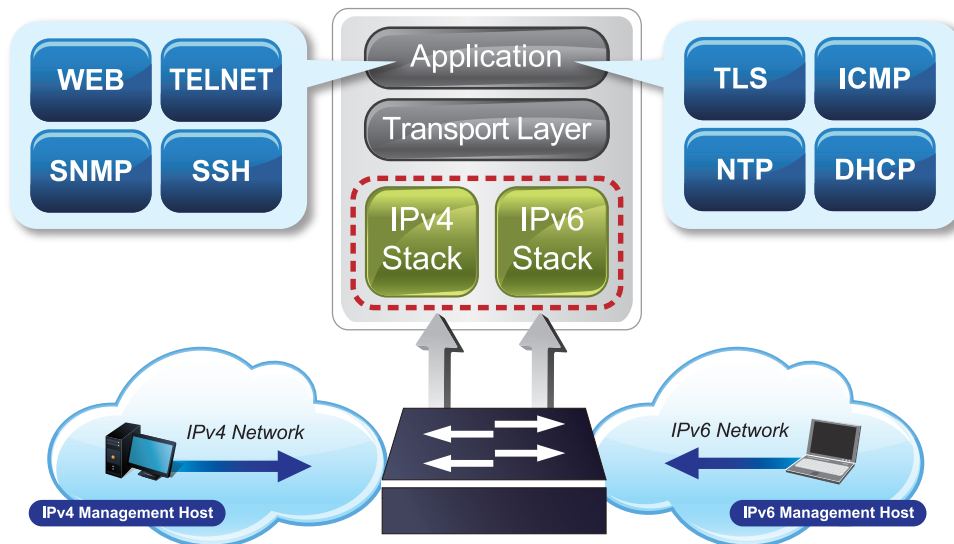 WEB
TELNET
SNMP
SSH
Application
Transport Layer
IPv4
Stack
IPv6
Stack
TLS
ICMP
NTP
DHCP
IPv4 Network
IPv4 Management Host
IPv6 Network
IPv6 Management Host